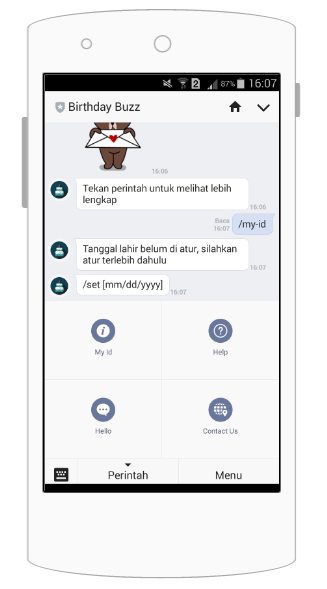 2 87% 16:07
Birthday Buzz
16:06
Tekan perintah untuk melihat lebih
lengkap
16:06
Baca
16:07
/my-id
Tanggal lahir belum di atur, silahkan
atur terlebih dahulu
16:07
/set [mm/dd/yyyy]
16:07
My Id
Help
Hello
Contact Us
Perintah
Menu